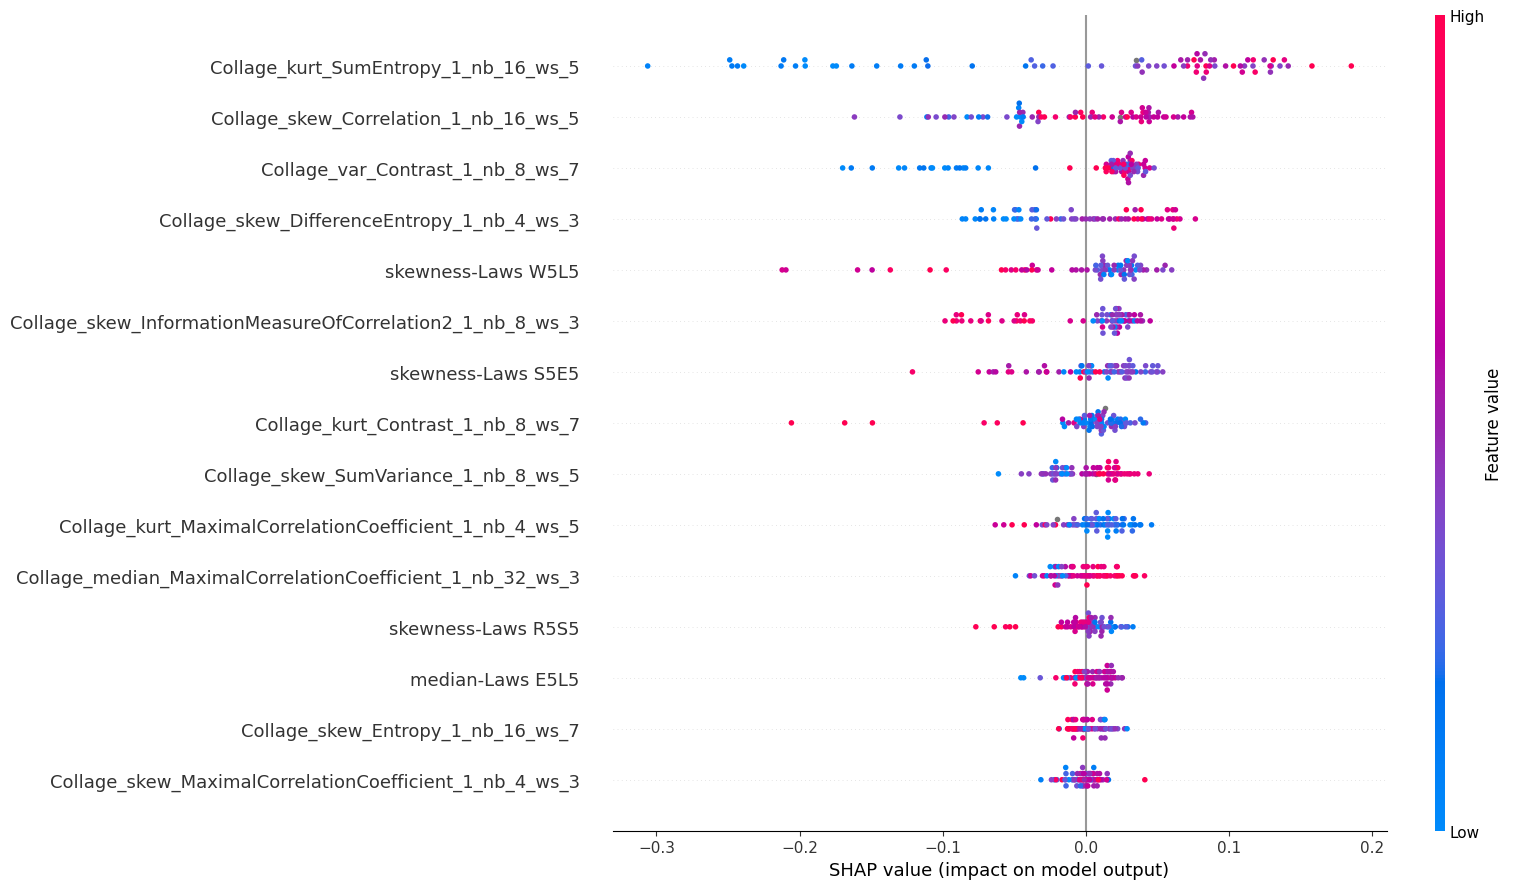 High
Collage_kurt_SumEntropy_1_nb_16_ws_5
Collage_skew_Correlation_1_nb_16_ws_5
Collage_var_Contrast_1_nb_8_ws_7
Collage_skew_DifferenceEntropy_1_nb_4_ws_3
skewness-Laws W5L5
Collage_skew_InformationMeasureOfCorrelation2_1_nb_8_ws_3
skewness-Laws S5E5
Collage_kurt_Contrast_1_nb_8_ws_7
Collage_skew_SumVariance_1_nb_8_ws_5
Collage_kurt_MaximalCorrelationCoefficient_1_nb_4_ws_5
Collage_median_MaximalCorrelationCoefficient_1_nb_32_ws_3
skewness-Laws R5S5
median-Laws E5L5
Collage_skew_Entropy_1_nb_16_ws_7
Collage_skew_MaximalCorrelationCoefficient_1_nb_4_ws_3
Feature value
Low
−0.3 −0.2 −0.1 0.0 0.1 0.2
SHAP value (impact on model output)